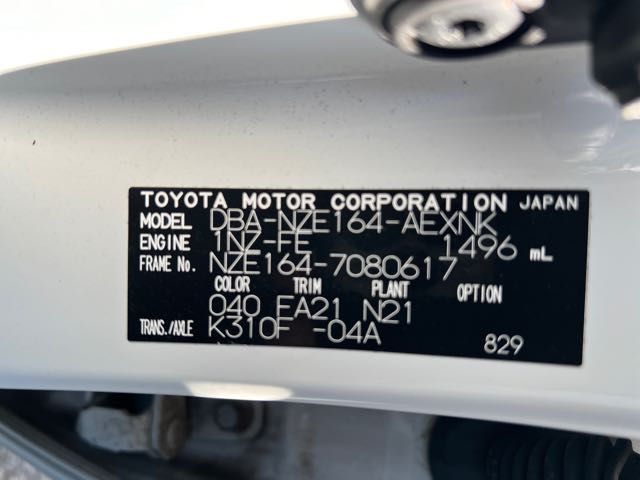 TOYOTA MOTOR CORPORATION JAPAN
MODEL DBA-NZE164-AEXNK
ENGINE 1NZ-FE 1496 mL
FRAME No. NZE164-7080617
COLOR TRIM PLANT OPTION
040 EA21 N21
TRANS./AXLE K310F -04A
829